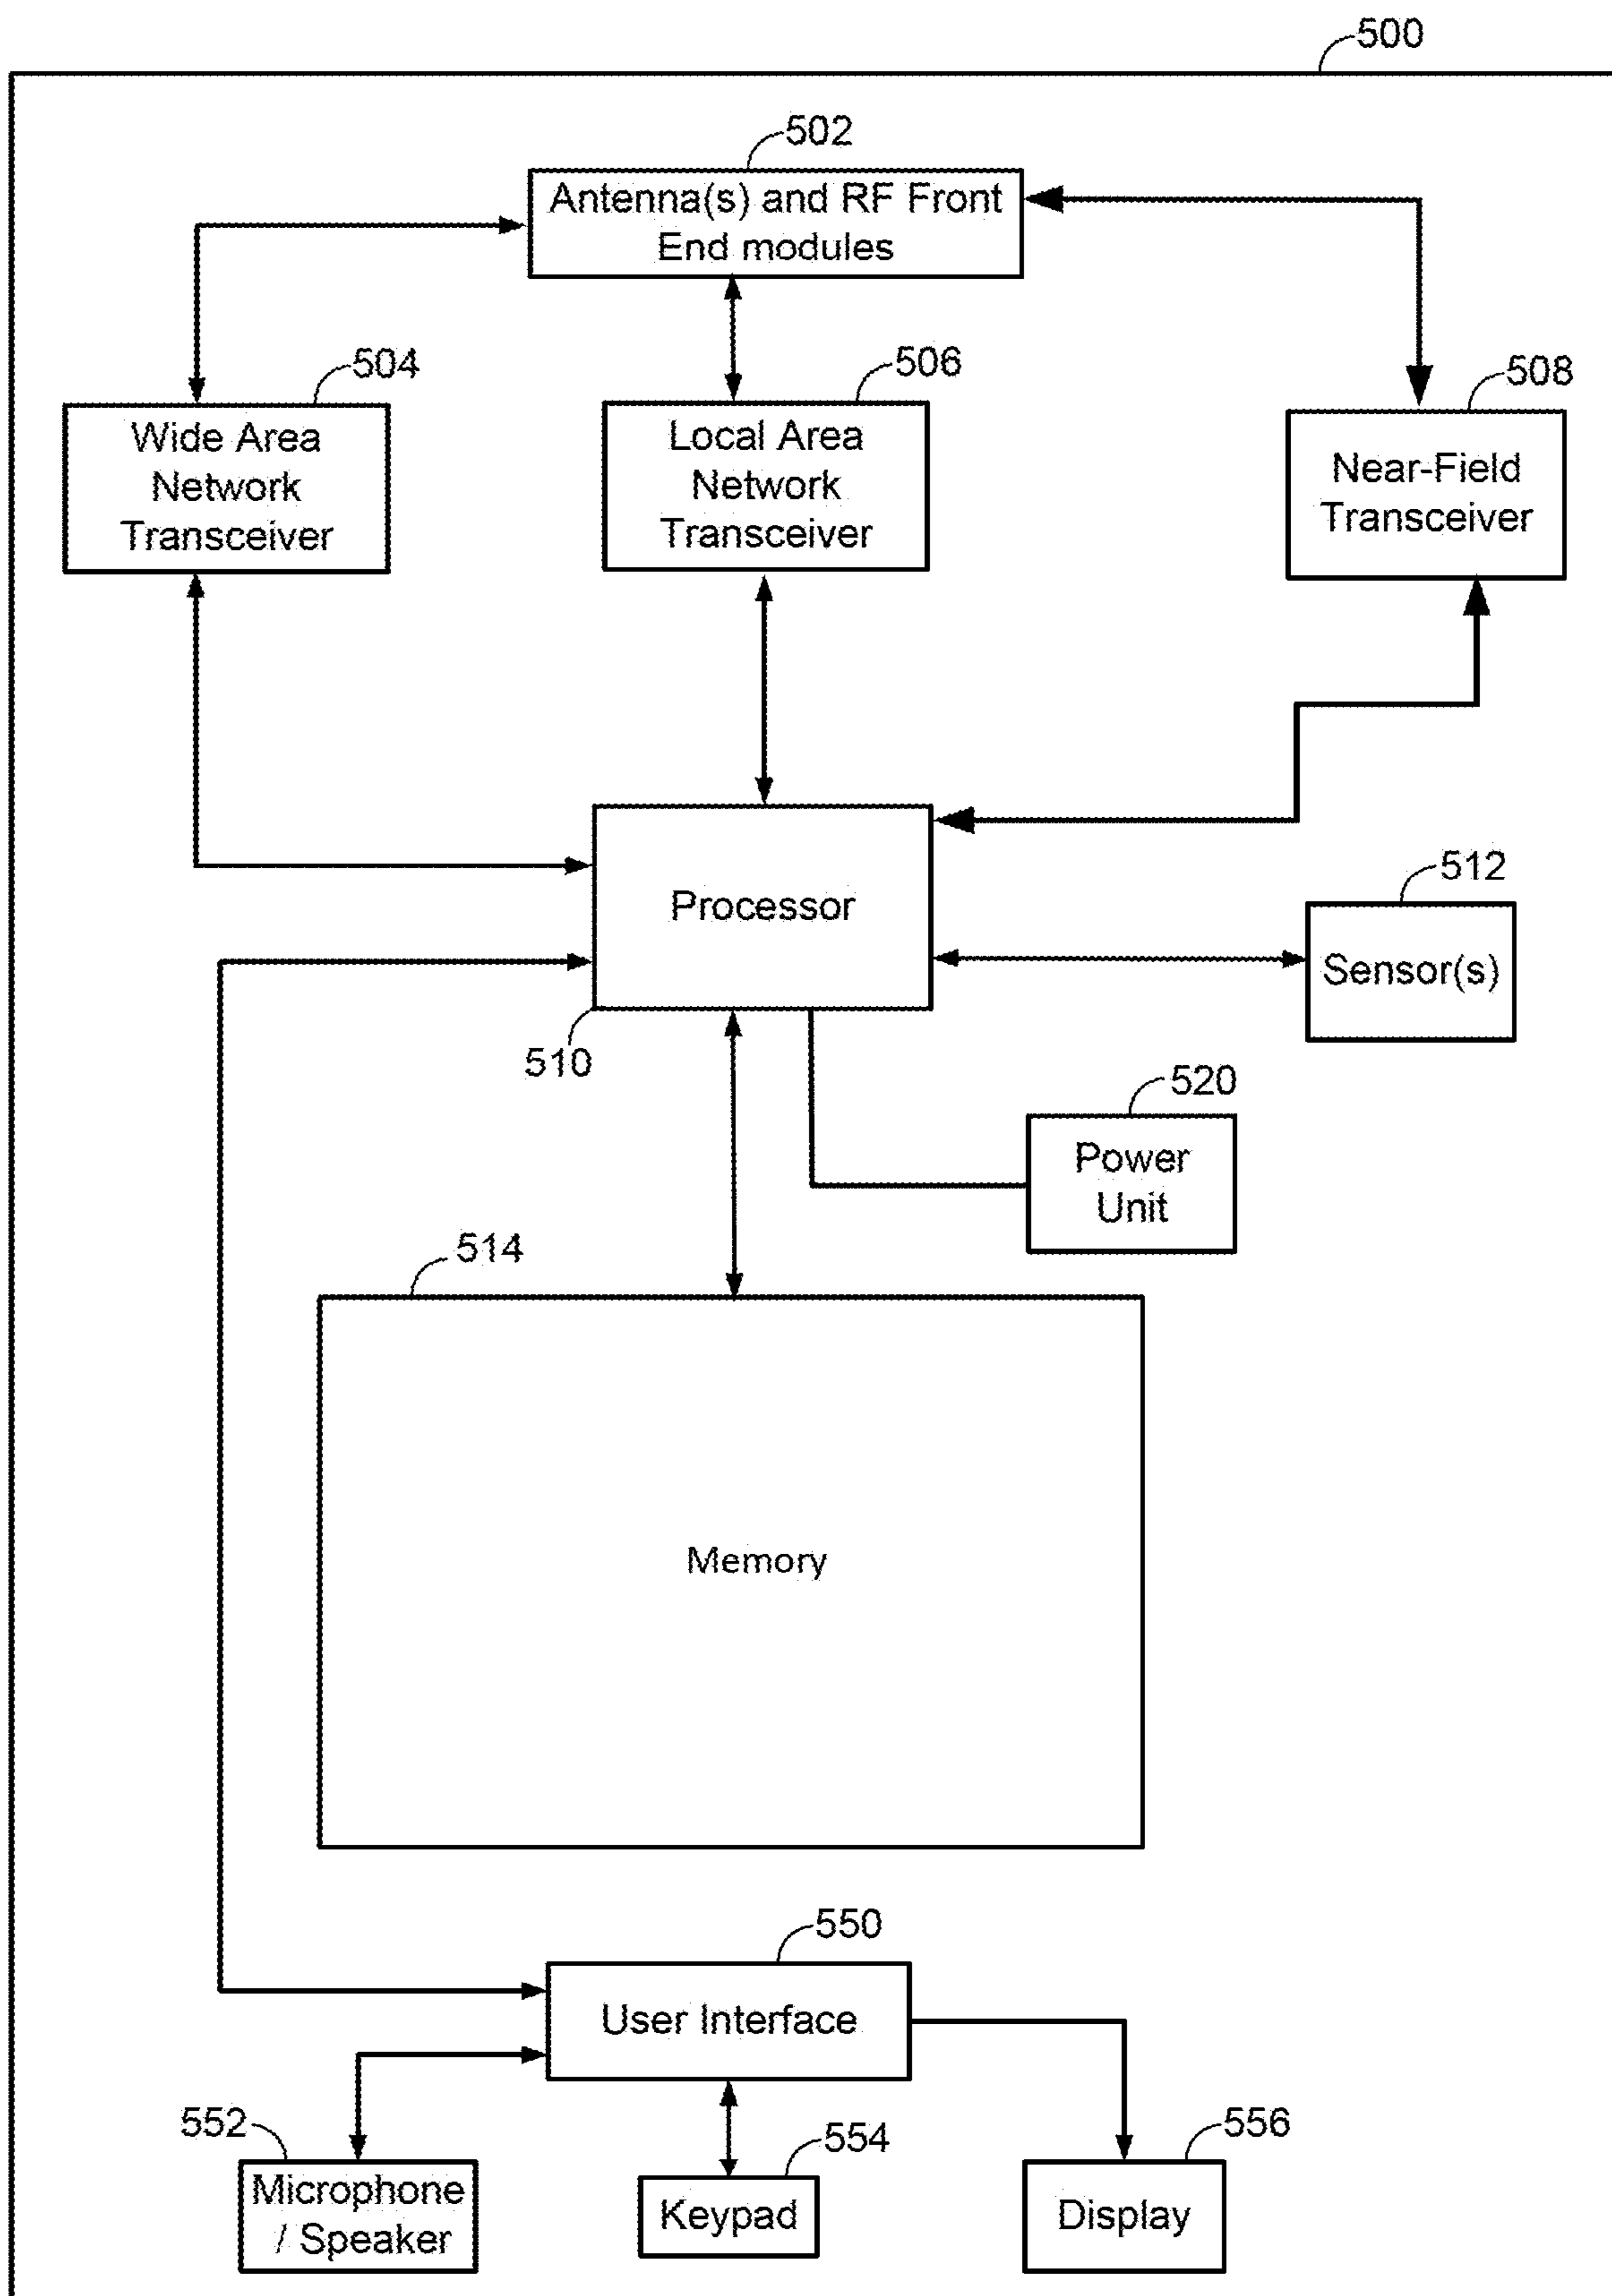 500
502
Antenna(s) and RF Front
End modules
504
506
508
Wide Area
Network
Transceiver
Local Area
Network
Transceiver
Near-Field
Transceiver
Processor
510
512
Sensor(s)
520
Power
Unit
514
Memory
550
User Interface
552
554
556
Microphone
/ Speaker
Keypad
Display